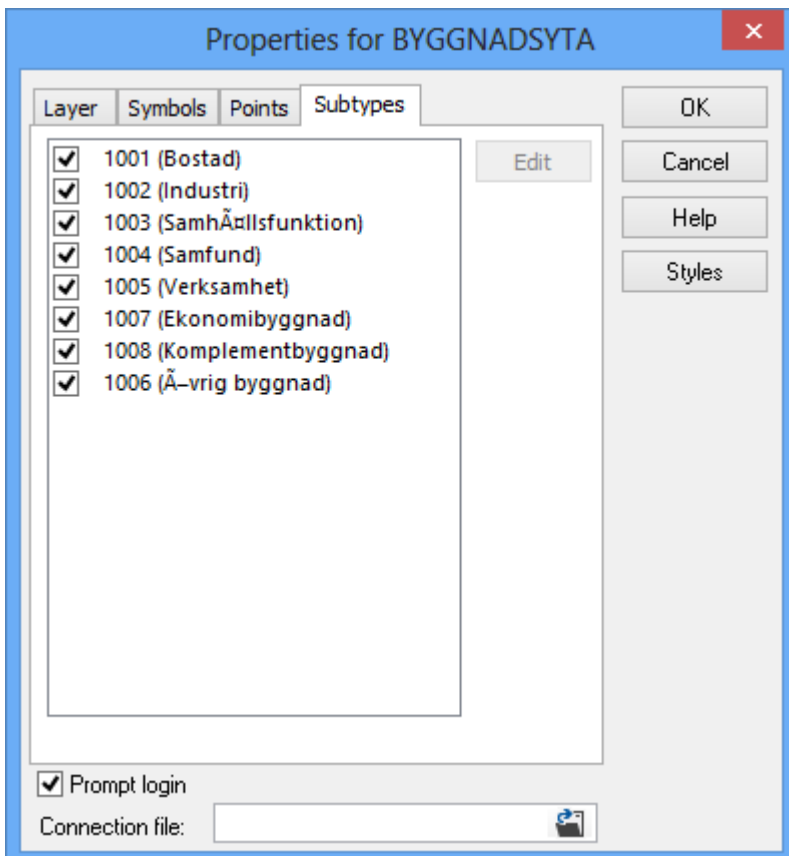 Properties for BYGGNADSYTA
Layer Symbols Points Subtypes
OK
Edit
Cancel
Help
Styles
1001 (Bostad)
1002 (Industri)
1003 (SamhÃ¤llsfunktion)
1004 (Samfund)
1005 (Verksamhet)
1007 (Ekonomibyggnad)
1008 (Komplementbyggnad)
1006 (Ã–vrig byggnad)
Prompt login
Connection file: